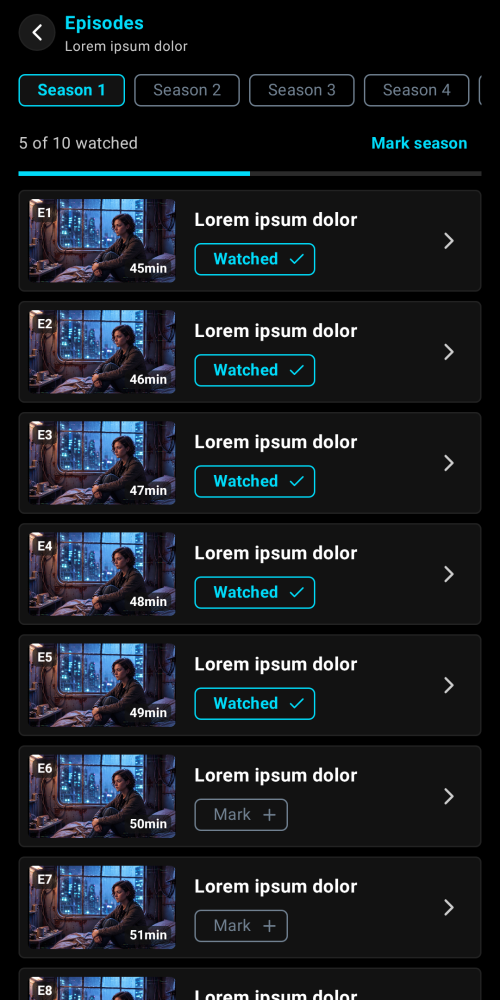 Episodes
Lorem ipsum dolor
Season 1
Season 2
Season 3
Season 4
5 of 10 watched
Mark season
E1
45min
Lorem ipsum dolor
Watched
E2
46min
Lorem ipsum dolor
Watched
E3
47min
Lorem ipsum dolor
Watched
E4
48min
Lorem ipsum dolor
Watched
E5
49min
Lorem ipsum dolor
Watched
E6
50min
Lorem ipsum dolor
Mark
E7
51min
Lorem ipsum dolor
Mark
E8
Lorem ipsum dolor